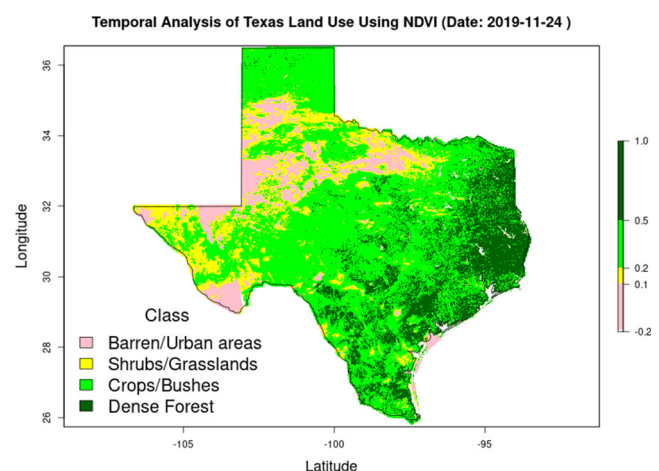 Temporal Analysis of Texas Land Use Using NDVI (Date: 2019-11-24 )
36
34
32
30
28
26
Longitude
-105
-100
-95
Latitude
Class
Barren/Urban areas
Shrubs/Grasslands
Crops/Bushes
Dense Forest
1.0
0.5
0.2
0.1
-0.2